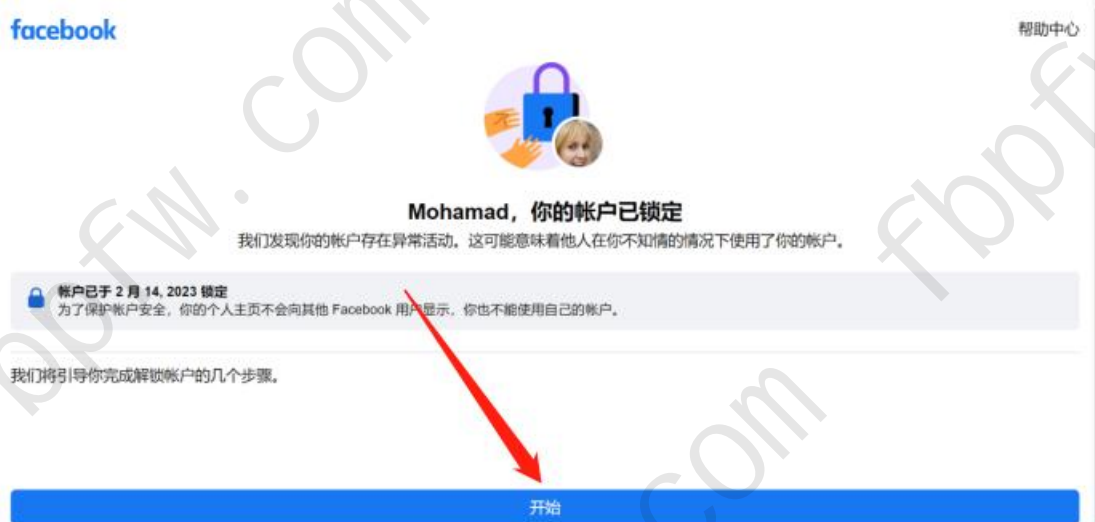 facebook
帮助中心
Mohamad，你的帐户已锁定
我们发现你的帐户存在异常活动。这可能意味着他人在你不知情的情况下使用了你的帐户。
帐户已于 2 月 14, 2023 锁定
为了保护帐户安全，你的个人主页不会向其他 Facebook 用户显示，你也不能使用自己的帐户。
我们将引导你完成解锁帐户的几个步骤。
开始
fbpfw.com